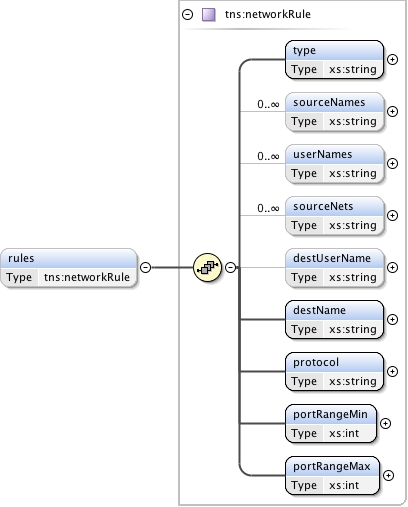 tns:networkRule
type
Type xs:string
0..∞
sourceNames
Type xs:string
0..∞
userNames
Type xs:string
0..∞
sourceNets
Type xs:string
rules
Type tns:networkRule
destUserName
Type xs:string
destName
Type xs:string
protocol
Type xs:string
portRangeMin
Type xs:int
portRangeMax
Type xs:int